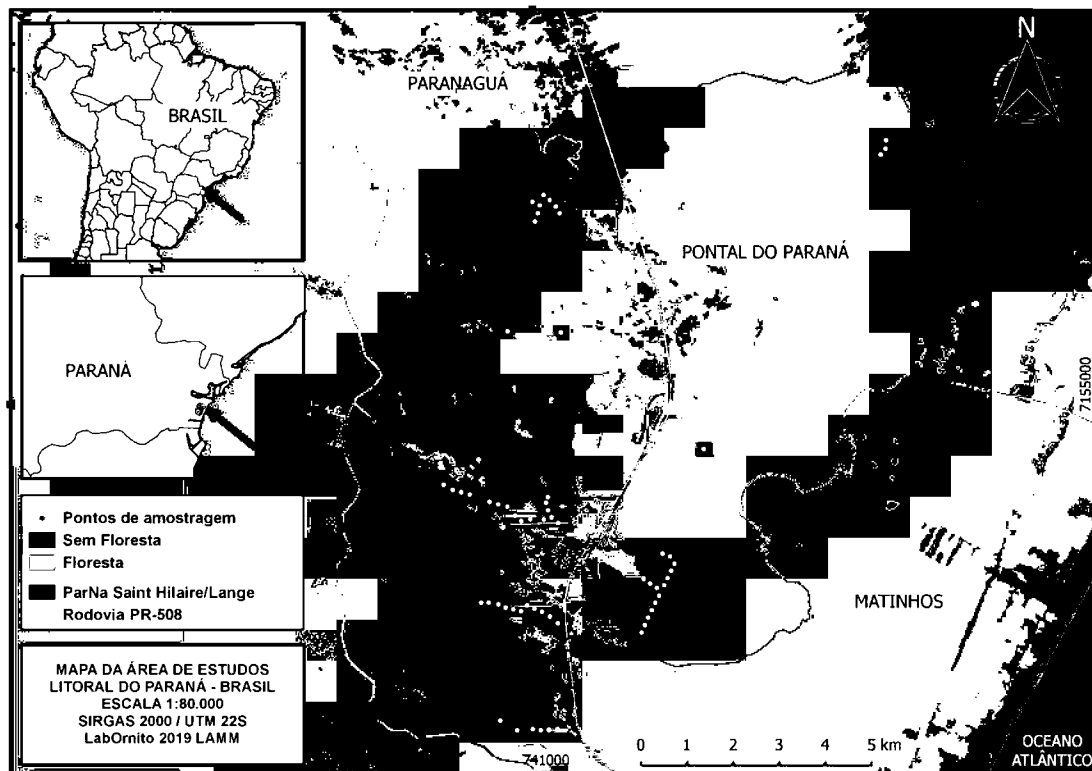 BRASIL
PARANÁ
Pontos de amostragem
Sem Floresta
Floresta
ParNa Saint Hilaire/Lange
Rodovia PR-508
MAPA DA ÁREA DE ESTUDOS
LITORAL DO PARANÁ - BRASIL
ESCALA 1:80.000
SIRGAS 2000 / UTM 22S
LabOrnito 2019 LAMM
PARANAGUÁ
N
PONTAL DO PARANÁ
7155000
MATINHOS
741000
0 1 2 3 4 5 km
OCEANO
ATLÂNTICO